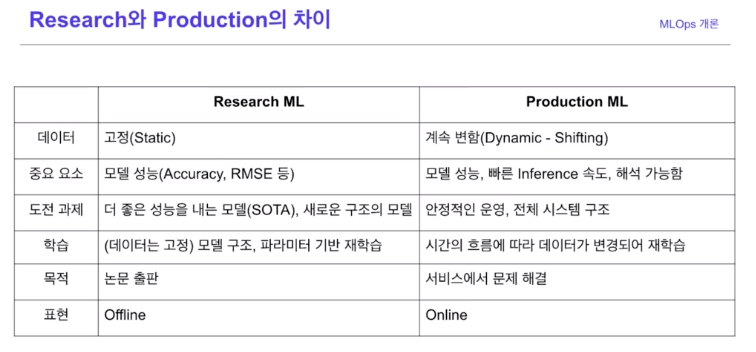 Research와 Production의 차이
MLOps 개론
Research ML Production ML
데이터 고정(Static) 계속 변함(Dynamic - Shifting)
중요 요소 모델 성능(Accuracy, RMSE 등) 모델 성능, 빠른 Inference 속도, 해석 가능함
도전 과제 더 좋은 성능을 내는 모델(SOTA), 새로운 구조의 모델 안정적인 운영, 전체 시스템 구조
학습 (데이터는 고정) 모델 구조, 파라미터 기반 재학습 시간의 흐름에 따라 데이터가 변경되어 재학습
목적 논문 출판 서비스에서 문제 해결
표현 Offline Online